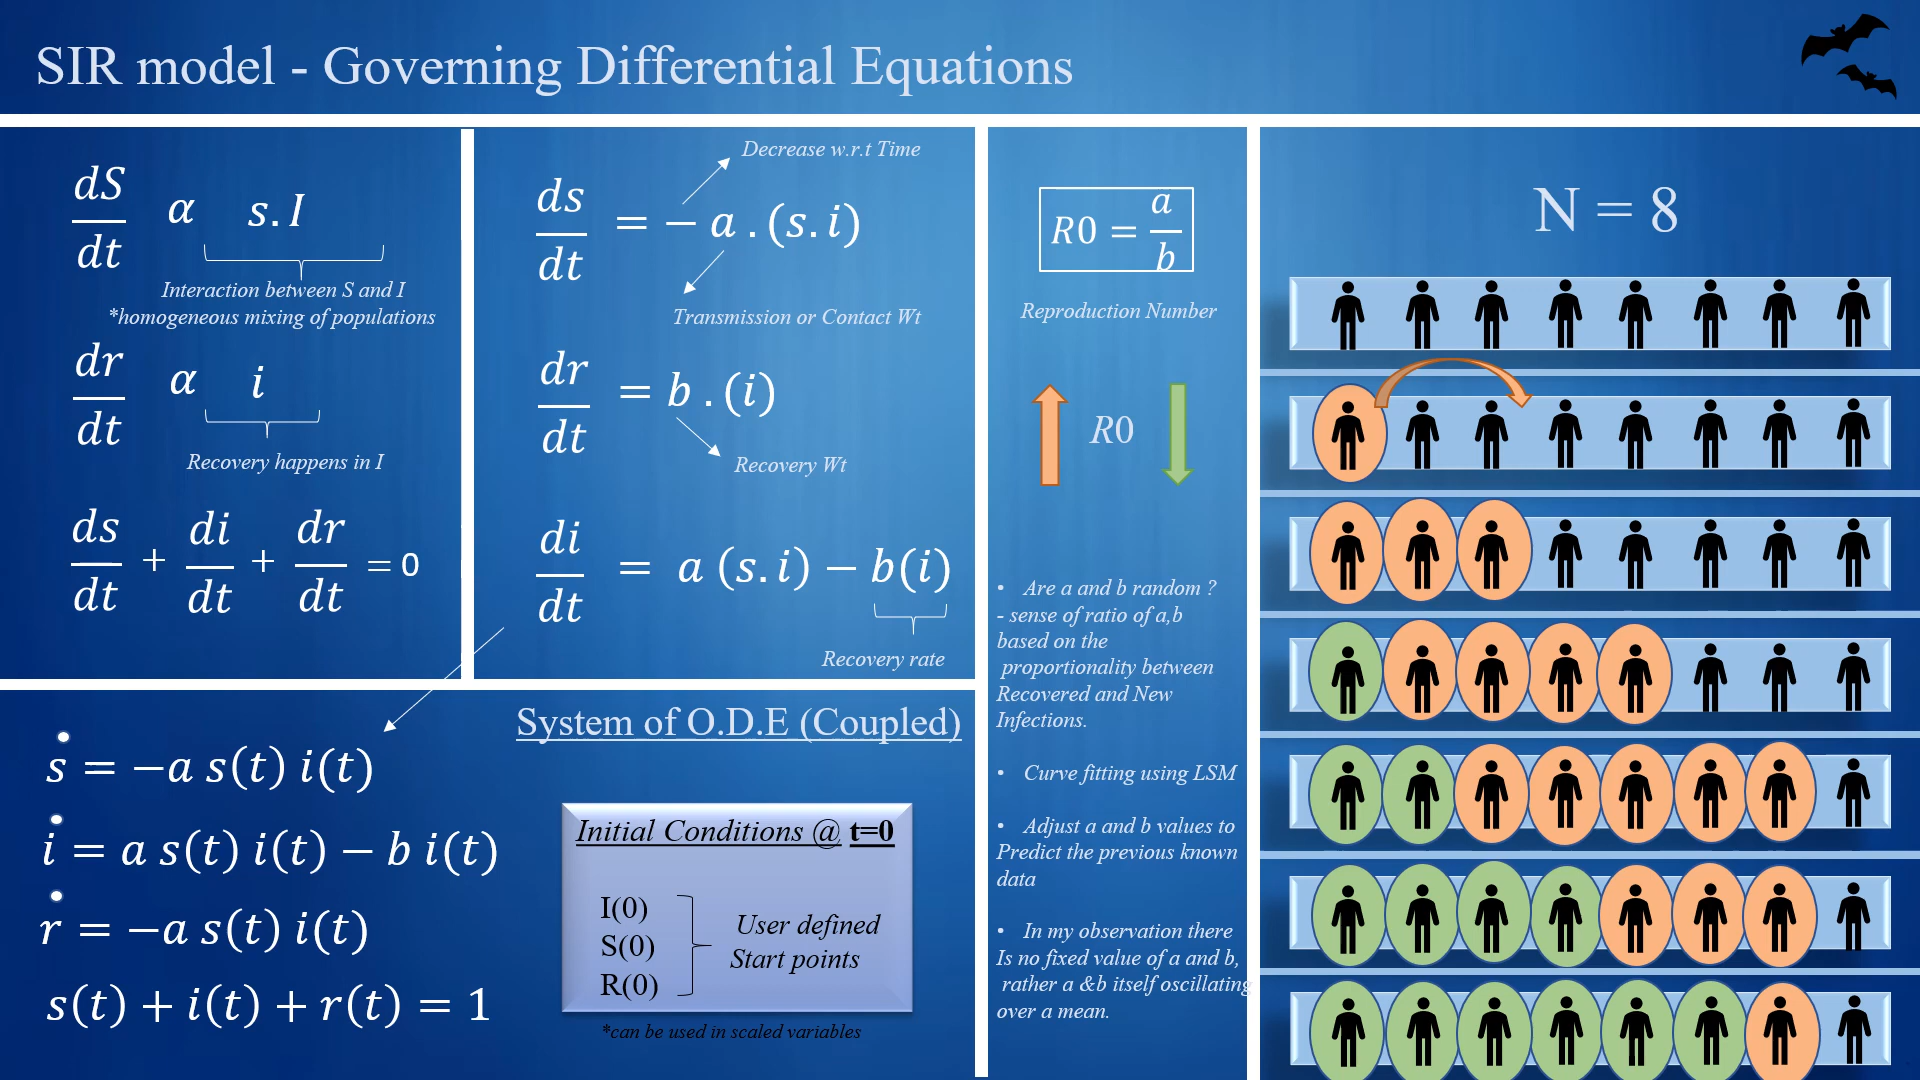 SIR model - Governing Differential Equations
dS/dt α s.I
Interaction between S and I
*homogeneous mixing of populations
dr/dt α i
Recovery happens in I
ds/dt + di/dt + dr/dt = 0
Decrease w.r.t Time
ds/dt = − a . (s.i)
Transmission or Contact Wt
dr/dt = b . (i)
Recovery Wt
di/dt = a (s.i) − b(i)
Recovery rate
System of O.D.E (Coupled)
ṡ = −a s(t) i(t)
i̇ = a s(t) i(t) − b i(t)
ṙ = −a s(t) i(t)
s(t) + i(t) + r(t) = 1
Initial Conditions @ t=0
I(0)
S(0)
R(0)
User defined
Start points
*can be used in scaled variables
R0 = a/b
Reproduction Number
R0
• Are a and b random ?
- sense of ratio of a,b
based on the
proportionality between
Recovered and New
Infections.
• Curve fitting using LSM
• Adjust a and b values to
Predict the previous known
data
• In my observation there
Is no fixed value of a and b,
rather a &b itself oscillating
over a mean.
N = 8